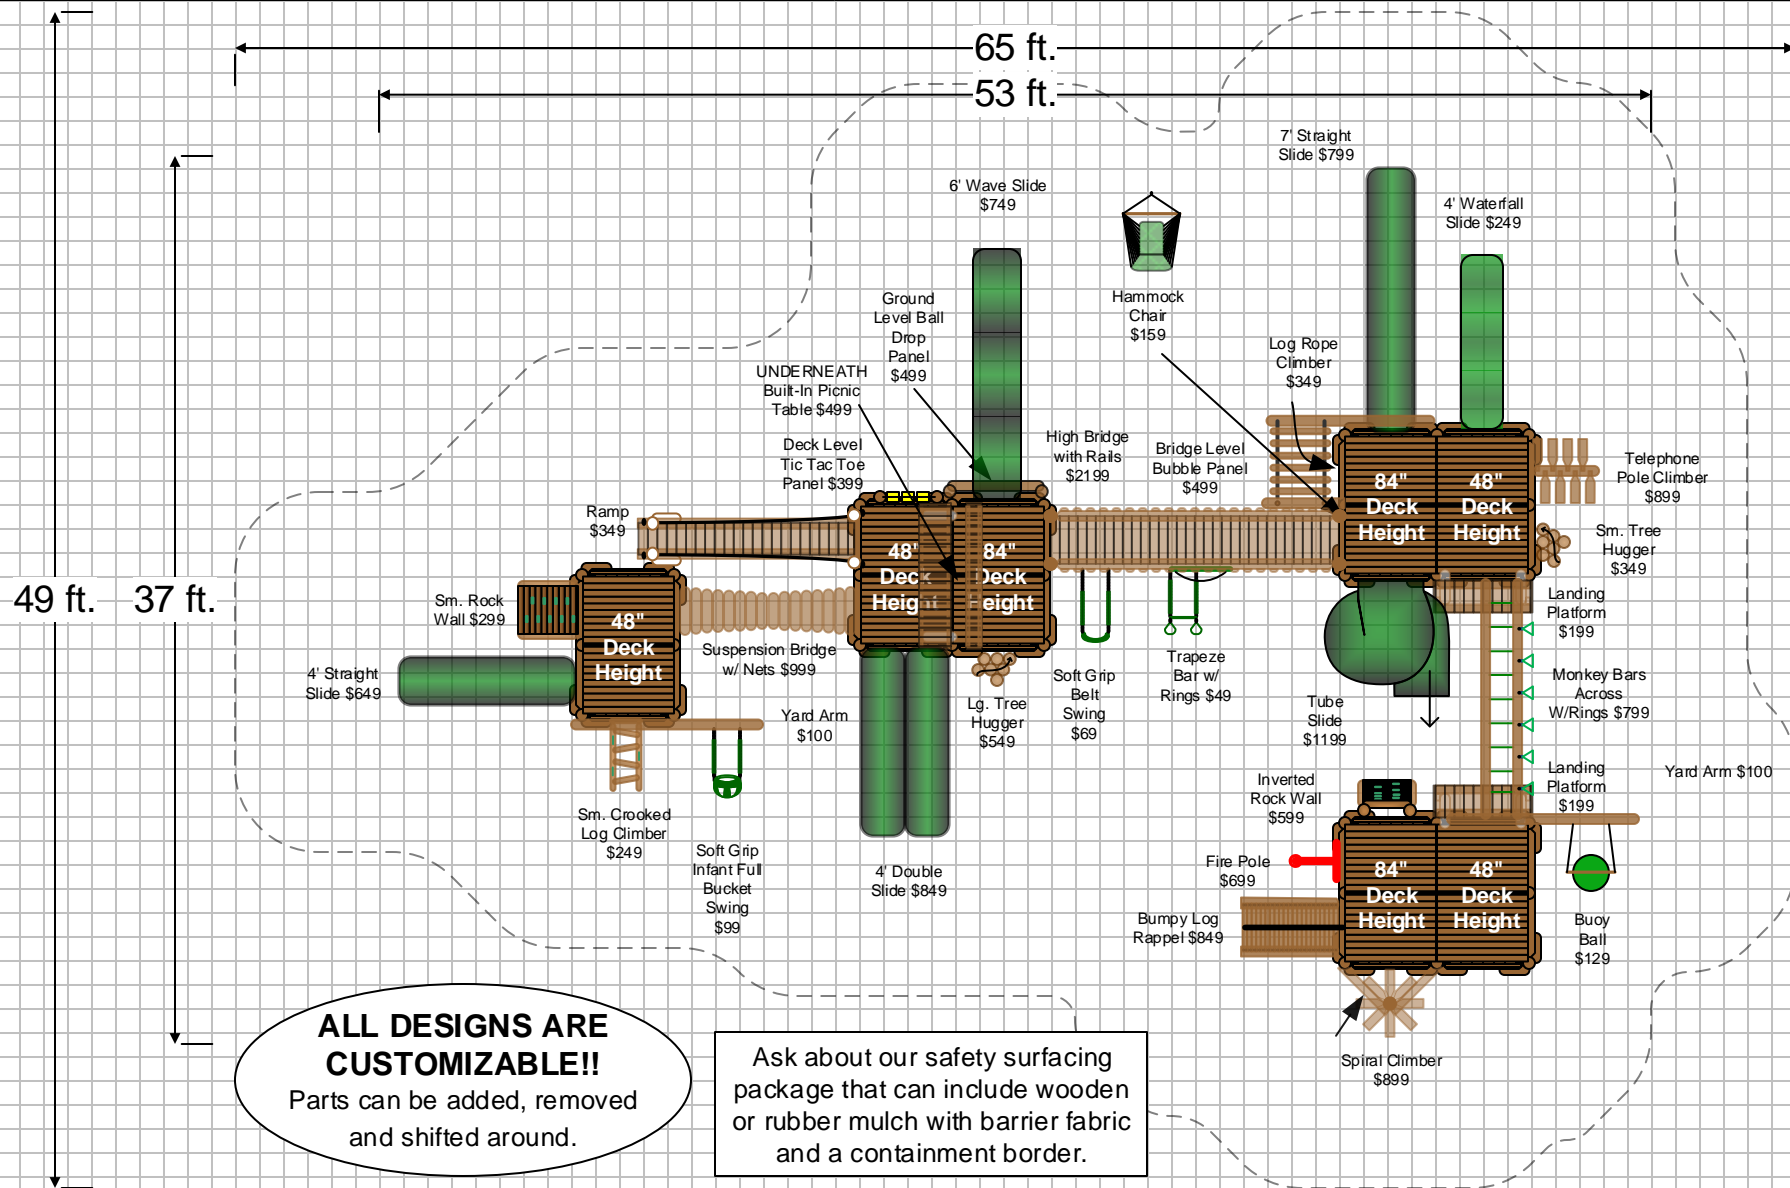 65 ft.
53 ft.
49 ft.
37 ft.
7' Straight
Slide $799
6' Wave Slide
$749
4' Waterfall
Slide $249
Hammock
Chair
$159
Ground
Level Ball
Drop
Panel
$499
Log Rope
Climber
$349
UNDERNEATH
Built-In Picnic
Table $499
Deck Level
Tic Tac Toe
Panel $399
High Bridge
with Rails
$2199
Bridge Level
Bubble Panel
$499
Telephone
Pole Climber
$899
84"
Deck
Height
48"
Deck
Height
Ramp
$349
48"
Deck
Height
84"
Deck
Height
Sm. Tree
Hugger
$349
Sm. Rock
Wall $299
48"
Deck
Height
Landing
Platform
$199
Suspension Bridge
w/ Nets $999
4' Straight
Slide $649
Soft Grip
Belt
Swing
$69
Trapeze
Bar w/
Rings $49
Monkey Bars
Across
W/Rings $799
Lg. Tree
Hugger
$549
Tube
Slide
$1199
Yard Arm
$100
Inverted
Rock Wall
$599
Landing
Platform
$199
Yard Arm $100
Sm. Crooked
Log Climber
$249
Soft Grip
Infant Full
Bucket
Swing
$99
4' Double
Slide $849
Fire Pole
$699
84"
Deck
Height
48"
Deck
Height
Bumpy Log
Rappel $849
Buoy
Ball
$129
Spiral Climber
$899
ALL DESIGNS ARE
CUSTOMIZABLE!!
Parts can be added, removed
and shifted around.
Ask about our safety surfacing
package that can include wooden
or rubber mulch with barrier fabric
and a containment border.